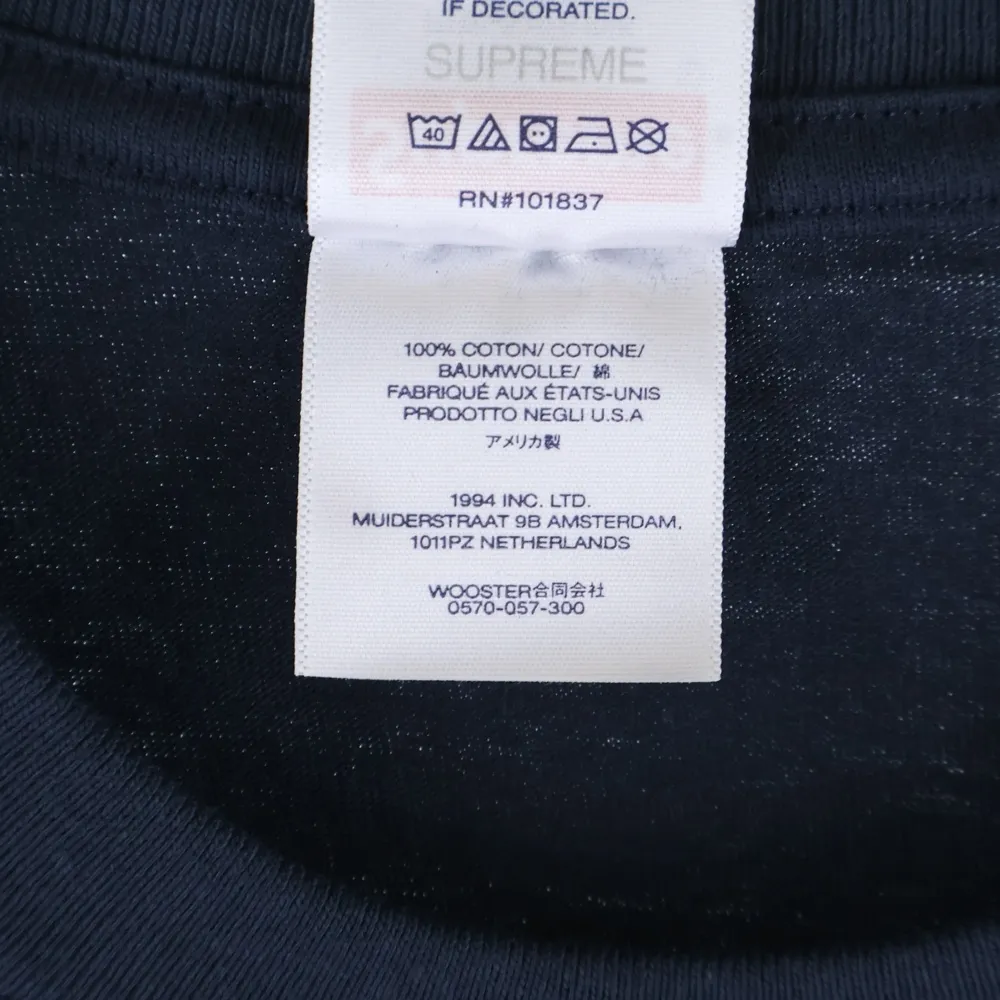 IF DECORATED.
SUPREME
40
RN#101837
100% COTON/ COTONE/
BAUMWOLLE/ 綿
FABRIQUÉ AUX ÉTATS-UNIS
PRODOTTO NEGLI U.S.A
アメリカ製
1994 INC. LTD.
MUIDERSTRAAT 9B AMSTERDAM,
1011PZ NETHERLANDS
WOOSTER合同会社
0570-057-300